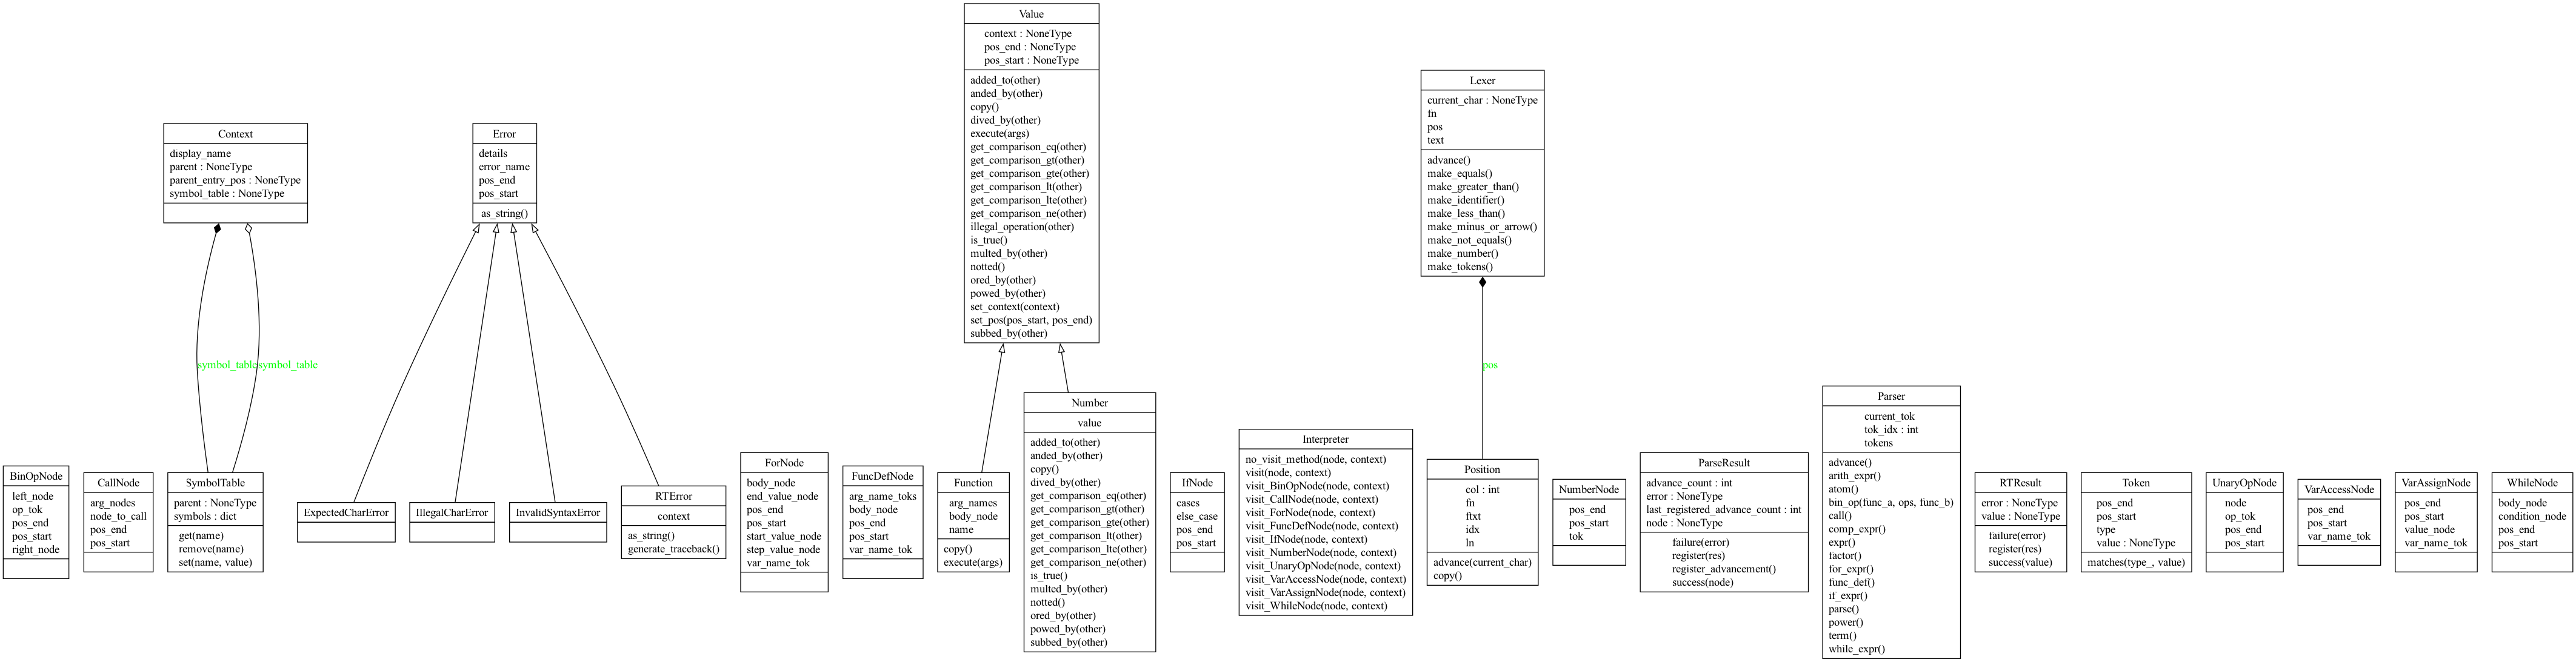 Value
context : NoneType
pos_end : NoneType
pos_start : NoneType
added_to(other)
anded_by(other)
copy()
dived_by(other)
execute(args)
get_comparison_eq(other)
get_comparison_gt(other)
get_comparison_gte(other)
get_comparison_lt(other)
get_comparison_lte(other)
get_comparison_ne(other)
illegal_operation(other)
is_true()
multed_by(other)
notted()
ored_by(other)
powed_by(other)
set_context(context)
set_pos(pos_start, pos_end)
subbed_by(other)
Lexer
current_char : NoneType
fn
pos
text
advance()
make_equals()
make_greater_than()
make_identifier()
make_less_than()
make_minus_or_arrow()
make_not_equals()
make_number()
make_tokens()
Context
display_name
parent : NoneType
parent_entry_pos : NoneType
symbol_table : NoneType
Error
details
error_name
pos_end
pos_start
as_string()
symbol_table
symbol_table
pos
BinOpNode
left_node
op_tok
pos_end
pos_start
right_node
CallNode
arg_nodes
node_to_call
pos_end
pos_start
SymbolTable
parent : NoneType
symbols : dict
get(name)
remove(name)
set(name, value)
ExpectedCharError
IllegalCharError
InvalidSyntaxError
RTError
context
as_string()
generate_traceback()
ForNode
body_node
end_value_node
pos_end
pos_start
start_value_node
step_value_node
var_name_tok
FuncDefNode
arg_name_toks
body_node
pos_end
pos_start
var_name_tok
Function
arg_names
body_node
name
copy()
execute(args)
Number
value
added_to(other)
anded_by(other)
copy()
dived_by(other)
get_comparison_eq(other)
get_comparison_gt(other)
get_comparison_gte(other)
get_comparison_lt(other)
get_comparison_lte(other)
get_comparison_ne(other)
is_true()
multed_by(other)
notted()
ored_by(other)
powed_by(other)
subbed_by(other)
IfNode
cases
else_case
pos_end
pos_start
Interpreter
no_visit_method(node, context)
visit(node, context)
visit_BinOpNode(node, context)
visit_CallNode(node, context)
visit_ForNode(node, context)
visit_FuncDefNode(node, context)
visit_IfNode(node, context)
visit_NumberNode(node, context)
visit_UnaryOpNode(node, context)
visit_VarAccessNode(node, context)
visit_VarAssignNode(node, context)
visit_WhileNode(node, context)
Position
col : int
fn
ftxt
idx
ln
advance(current_char)
copy()
NumberNode
pos_end
pos_start
tok
ParseResult
advance_count : int
error : NoneType
last_registered_advance_count : int
node : NoneType
failure(error)
register(res)
register_advancement()
success(node)
Parser
current_tok
tok_idx : int
tokens
advance()
arith_expr()
atom()
bin_op(func_a, ops, func_b)
call()
comp_expr()
expr()
factor()
for_expr()
func_def()
if_expr()
parse()
power()
term()
while_expr()
RTResult
error : NoneType
value : NoneType
failure(error)
register(res)
success(value)
Token
pos_end
pos_start
type
value : NoneType
matches(type_, value)
UnaryOpNode
node
op_tok
pos_end
pos_start
VarAccessNode
pos_end
pos_start
var_name_tok
VarAssignNode
pos_end
pos_start
value_node
var_name_tok
WhileNode
body_node
condition_node
pos_end
pos_start